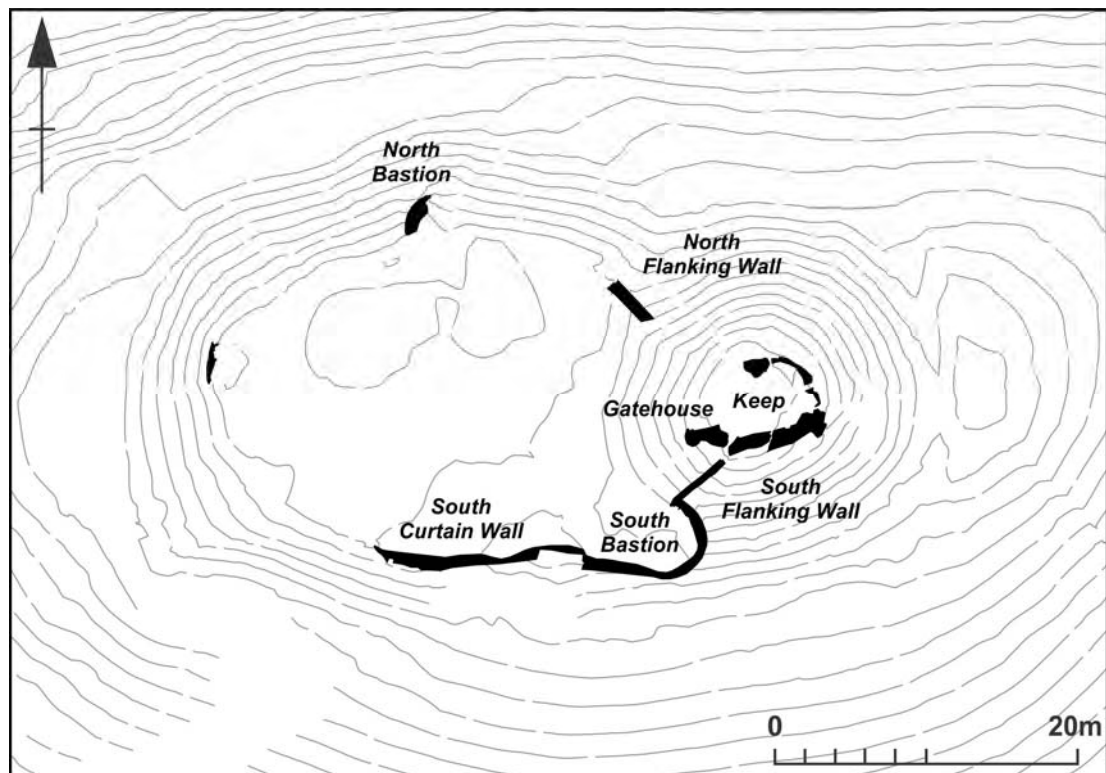 North
Bastion
North
Flanking Wall
Gatehouse
Keep
South
Curtain Wall
South
Bastion
South
Flanking Wall
0
20m